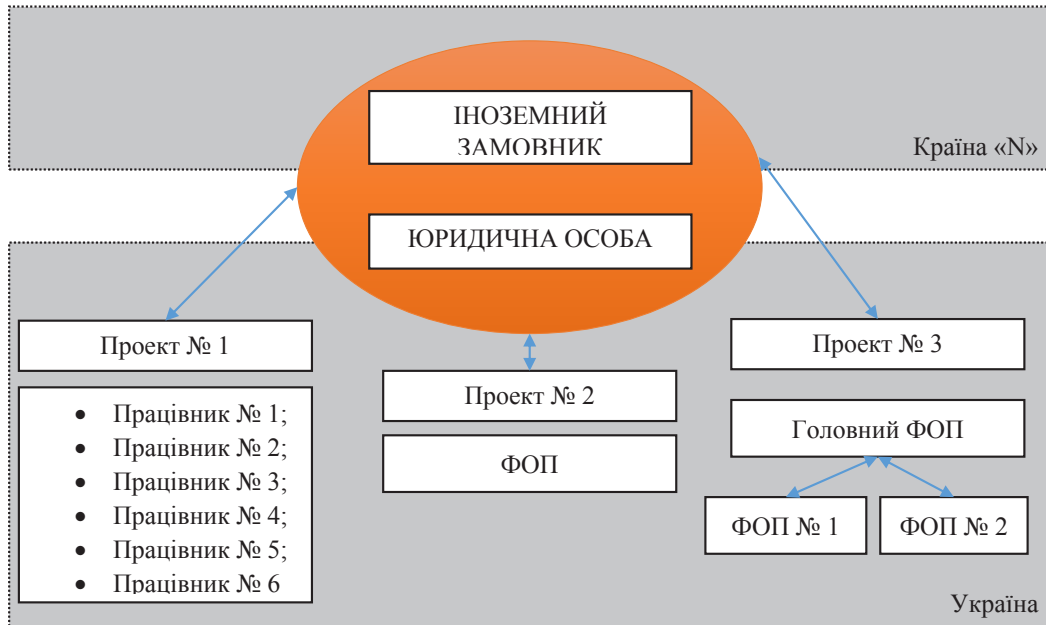 ІНОЗЕМНИЙ
ЗАМОВНИК
Країна «N»
ЮРИДИЧНА ОСОБА
Проект № 1
Проект № 3
Проект № 2
• Працівник № 1;
• Працівник № 2;
• Працівник № 3;
• Працівник № 4;
• Працівник № 5;
• Працівник № 6
ФОП
Головний ФОП
ФОП № 1
ФОП № 2
Україна